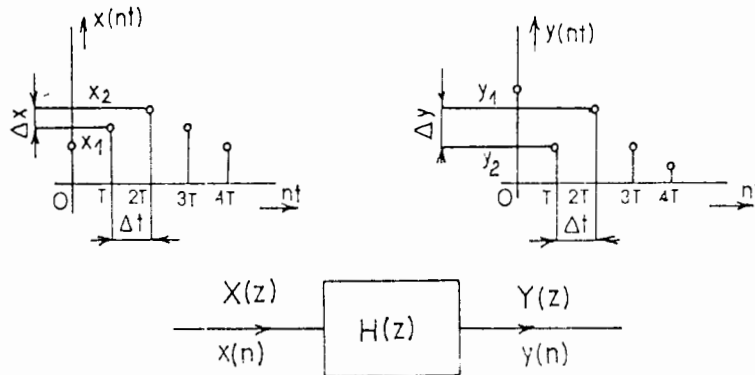 x(nt)
x2
Δx
x1
O T 2T 3T 4T nt
Δt
y(nt)
y1
Δy
y2
O T 2T 3T 4T n
Δt
X(z) H(z) Y(z)
x(n) y(n)